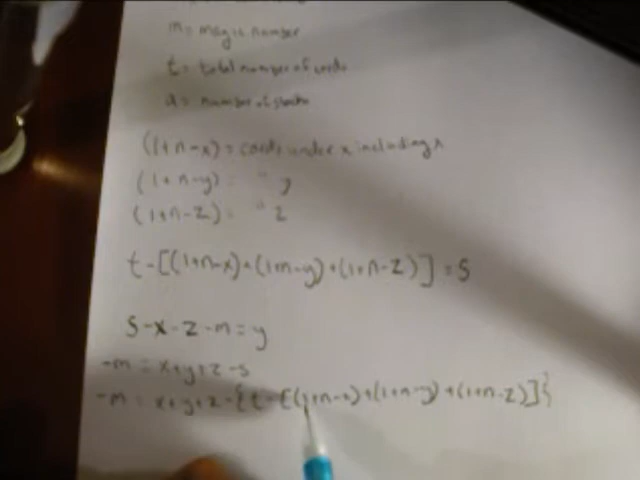 m = magic number
t = total number of cards
a = number of stacks
(1+n-x) = cards under x including x
(1+n-y) = " y
(1+n-z) = " z
t-[(1+n-x)+(1+n-y)+(1+n-z)] = s
s-x-z-m=y
-m = x+y+z-s
-m = x+y+z-{t-[(1+n-x)+(1+n-y)+(1+n-z)]}